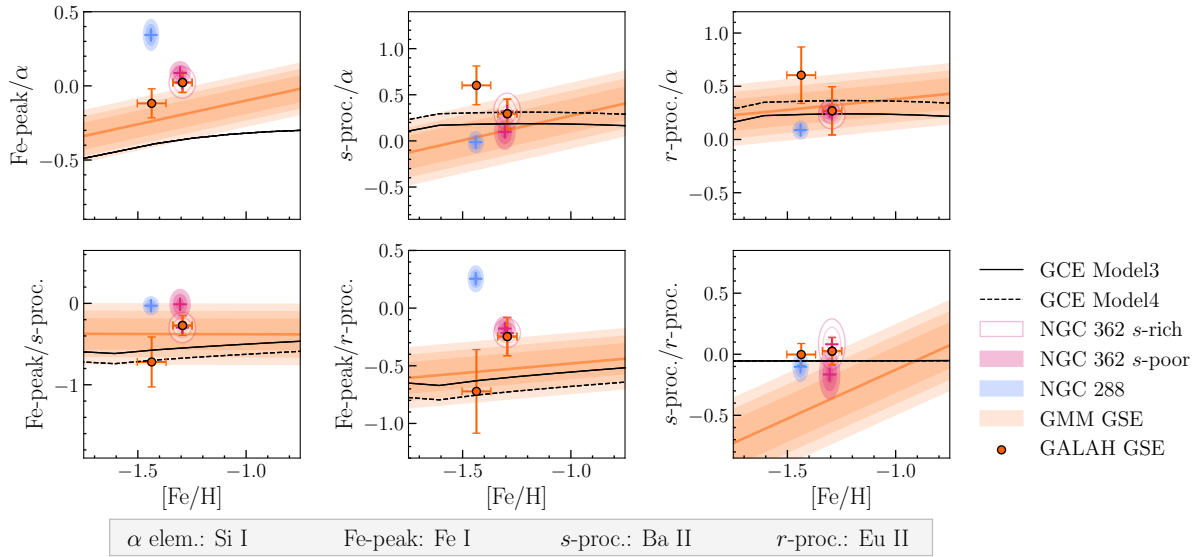 0.5
0.0
−0.5
Fe-peak/α
1.0
0.5
0.0
−0.5
s-proc./α
1.0
0.5
0.0
−0.5
r-proc./α
0
−1
Fe-peak/s-proc.
−1.5
−1.0
[Fe/H]
0.5
0.0
−0.5
−1.0
Fe-peak/r-proc.
−1.5
−1.0
[Fe/H]
0.5
0.0
−0.5
s-proc./r-proc.
−1.5
−1.0
[Fe/H]
GCE Model3
GCE Model4
NGC 362 s-rich
NGC 362 s-poor
NGC 288
GMM GSE
GALAH GSE
α elem.: Si I Fe-peak: Fe I s-proc.: Ba II r-proc.: Eu II